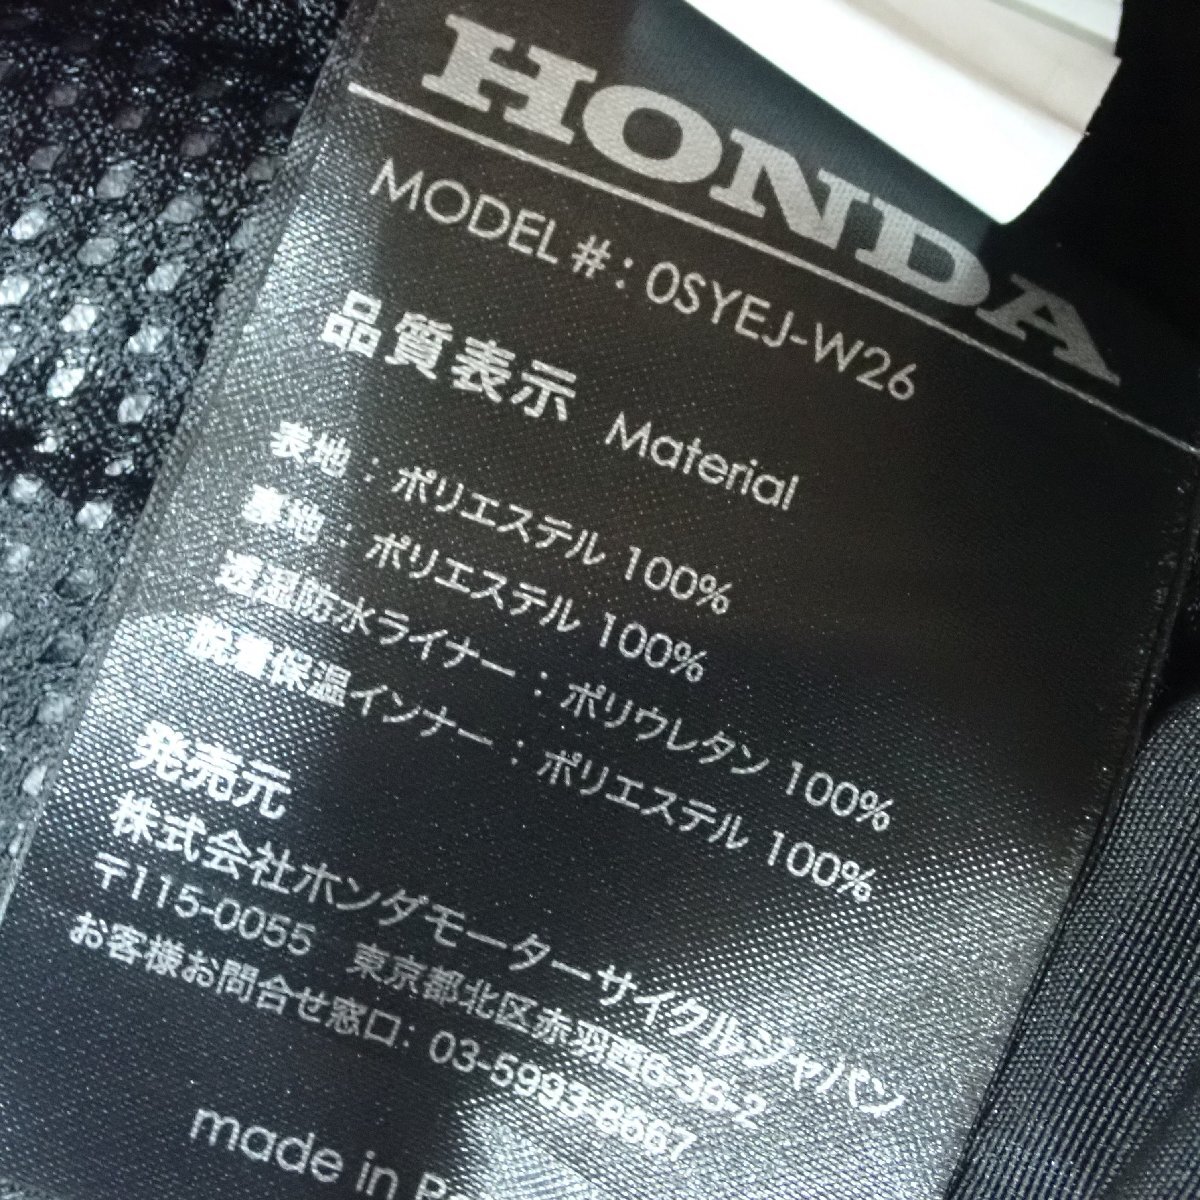 HONDA
MODEL #: 0SYEJ-W26
品質表示 Material
表地：ポリエステル 100%
裏地：ポリエステル 100%
透湿防水ライナー：ポリウレタン 100%
脱着保温インナー：ポリエステル 100%
発売元
株式会社ホンダモーターサイクルジャパン
〒115-0055 東京都北区赤羽西6-36-2
お客様お問合せ窓口: 03-5993-8667
made in